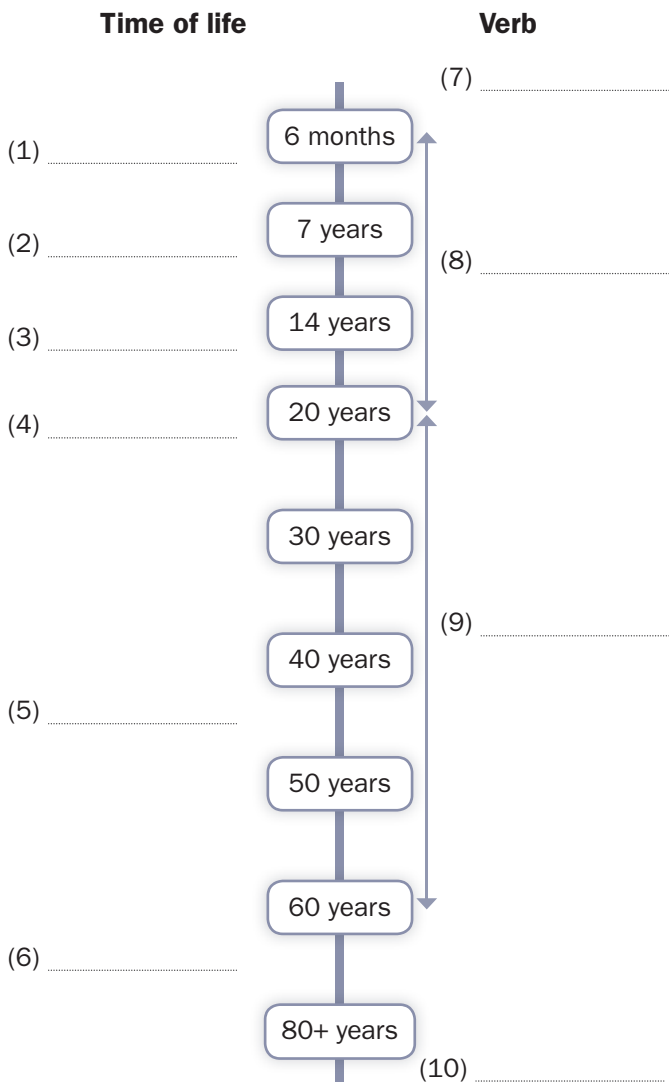 Time of life Verb
(7)
6 months
(1)
7 years
(2)
(8)
14 years
(3)
20 years
(4)
30 years
(9)
40 years
(5)
50 years
60 years
(6)
80+ years
(10)